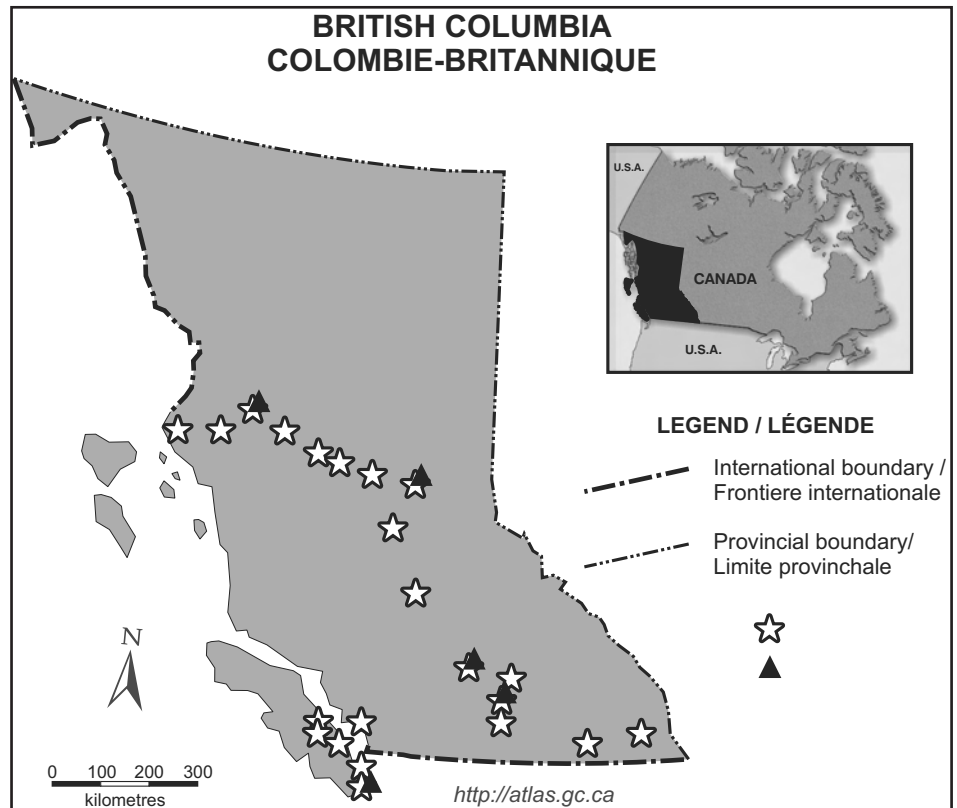 BRITISH COLUMBIA
COLOMBIE-BRITANNIQUE
U.S.A.
CANADA
U.S.A.
LEGEND / LÉGENDE
International boundary /
Frontiere internationale
Provincial boundary/
Limite provinchale
N
0 100 200 300
kilometres
http://atlas.gc.ca